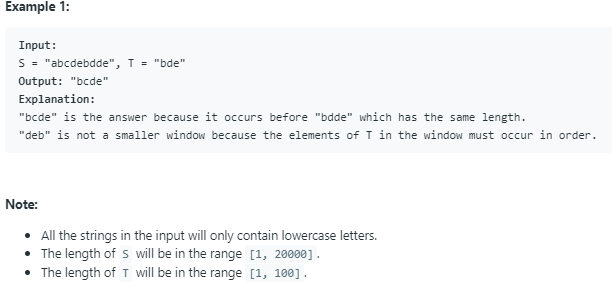 Example 1:
Input:
S = "abcdebdde", T = "bde"
Output: "bcde"
Explanation:
"bcde" is the answer because it occurs before "bdde" which has the same length.
"deb" is not a smaller window because the elements of T in the window must occur in order.
Note:
• All the strings in the input will only contain lowercase letters.
• The length of S will be in the range [1, 20000].
• The length of T will be in the range [1, 100].